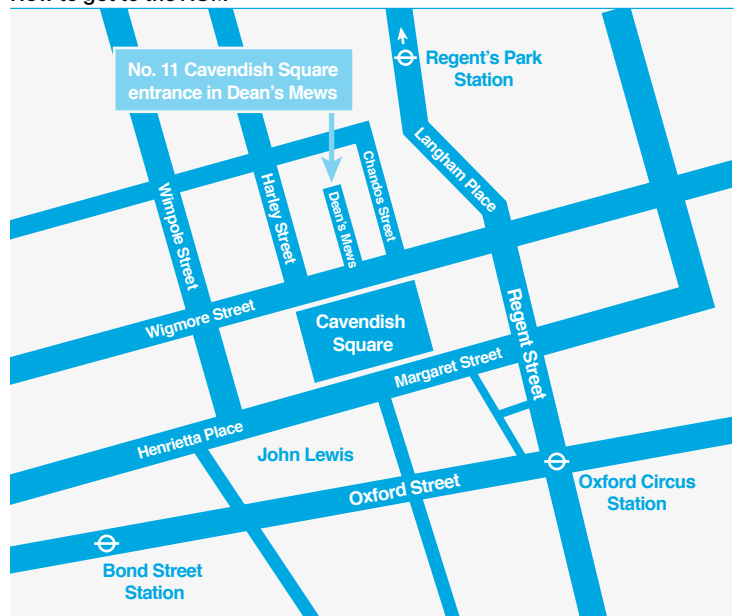 No. 11 Cavendish Square
entrance in Dean's Mews
Regent's Park
Station
Langham Place
Chandos Street
Harley Street
Dean's Mews
Wimpole Street
Wigmore Street
Cavendish
Square
Regent Street
Margaret Street
Henrietta Place
John Lewis
Oxford Street
Oxford Circus
Station
Bond Street
Station